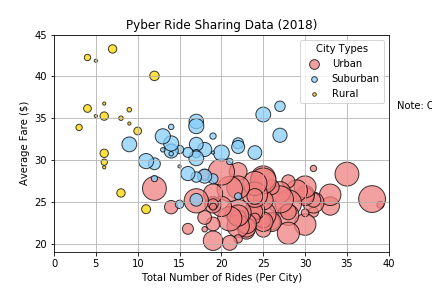 Pyber Ride Sharing Data (2018)
Average Fare ($)
45
40
35
30
25
20
City Types
Urban
Suburban
Rural
Note: C
0 5 10 15 20 25 30 35 40
Total Number of Rides (Per City)